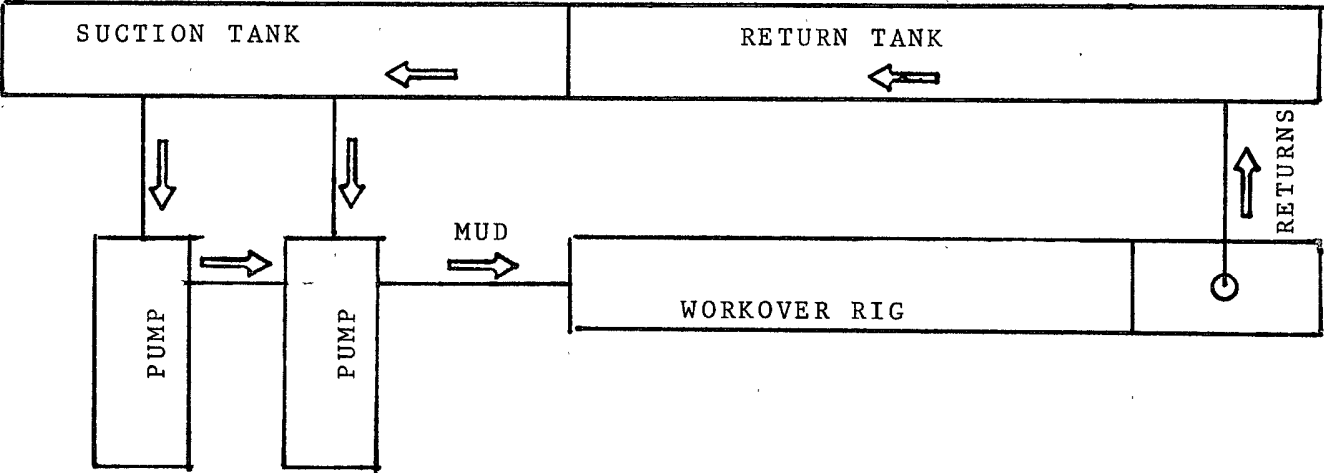 SUCTION TANK
RETURN TANK
RETURNS
MUD
WORKOVER RIG
PUMP
PUMP